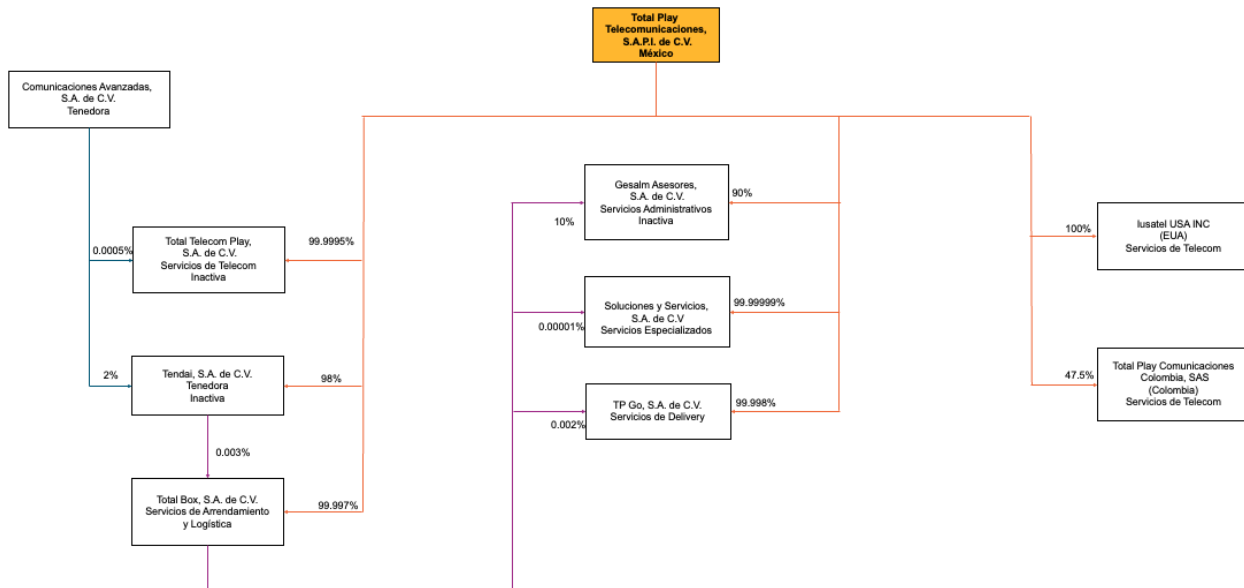 Total Play
Telecomunicaciones,
S.A.P.I. de C.V.
México
Comunicaciones Avanzadas,
S.A. de C.V.
Tenedora
0.0005%
Total Telecom Play,
S.A. de C.V.
Servicios de Telecom
Inactiva
99.9995%
2%
Tendai, S.A. de C.V.
Tenedora
Inactiva
98%
0.003%
Total Box, S.A. de C.V.
Servicios de Arrendamiento
y Logística
99.997%
10%
Gesalm Asesores,
S.A. de C.V.
Servicios Administrativos
Inactiva
90%
0.00001%
Soluciones y Servicios,
S.A. de C.V
Servicios Especializados
99.99999%
0.002%
TP Go, S.A. de C.V.
Servicios de Delivery
99.998%
100%
Iusatel USA INC
(EUA)
Servicios de Telecom
47.5%
Total Play Comunicaciones
Colombia, SAS
(Colombia)
Servicios de Telecom